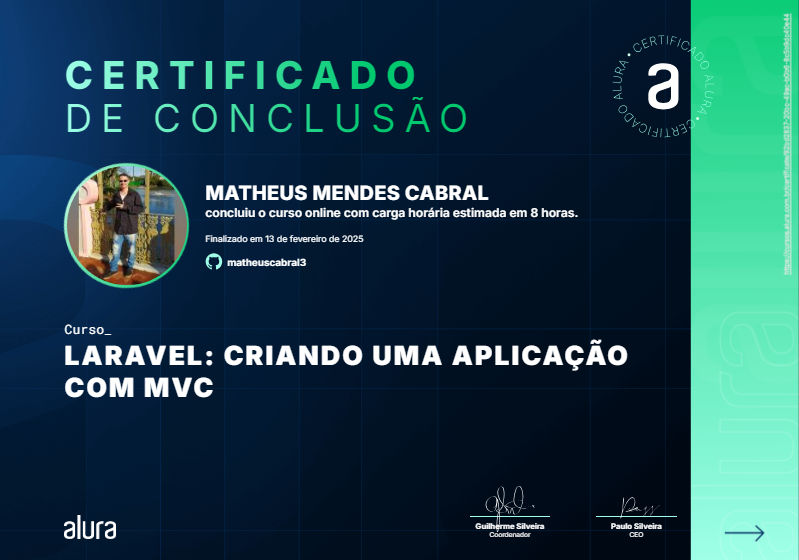 CERTIFICADO
DE CONCLUSÃO
CERTIFICADO ALURA • CERTIFICADO ALURA •
a
MATHEUS MENDES CABRAL
concluiu o curso online com carga horária estimada em 8 horas.
Finalizado em 13 de fevereiro de 2025
matheuscabral3
Curso_
LARAVEL: CRIANDO UMA APLICAÇÃO
COM MVC
alura
Guilherme Silveira
Coordenador
Paulo Silveira
CEO
alura